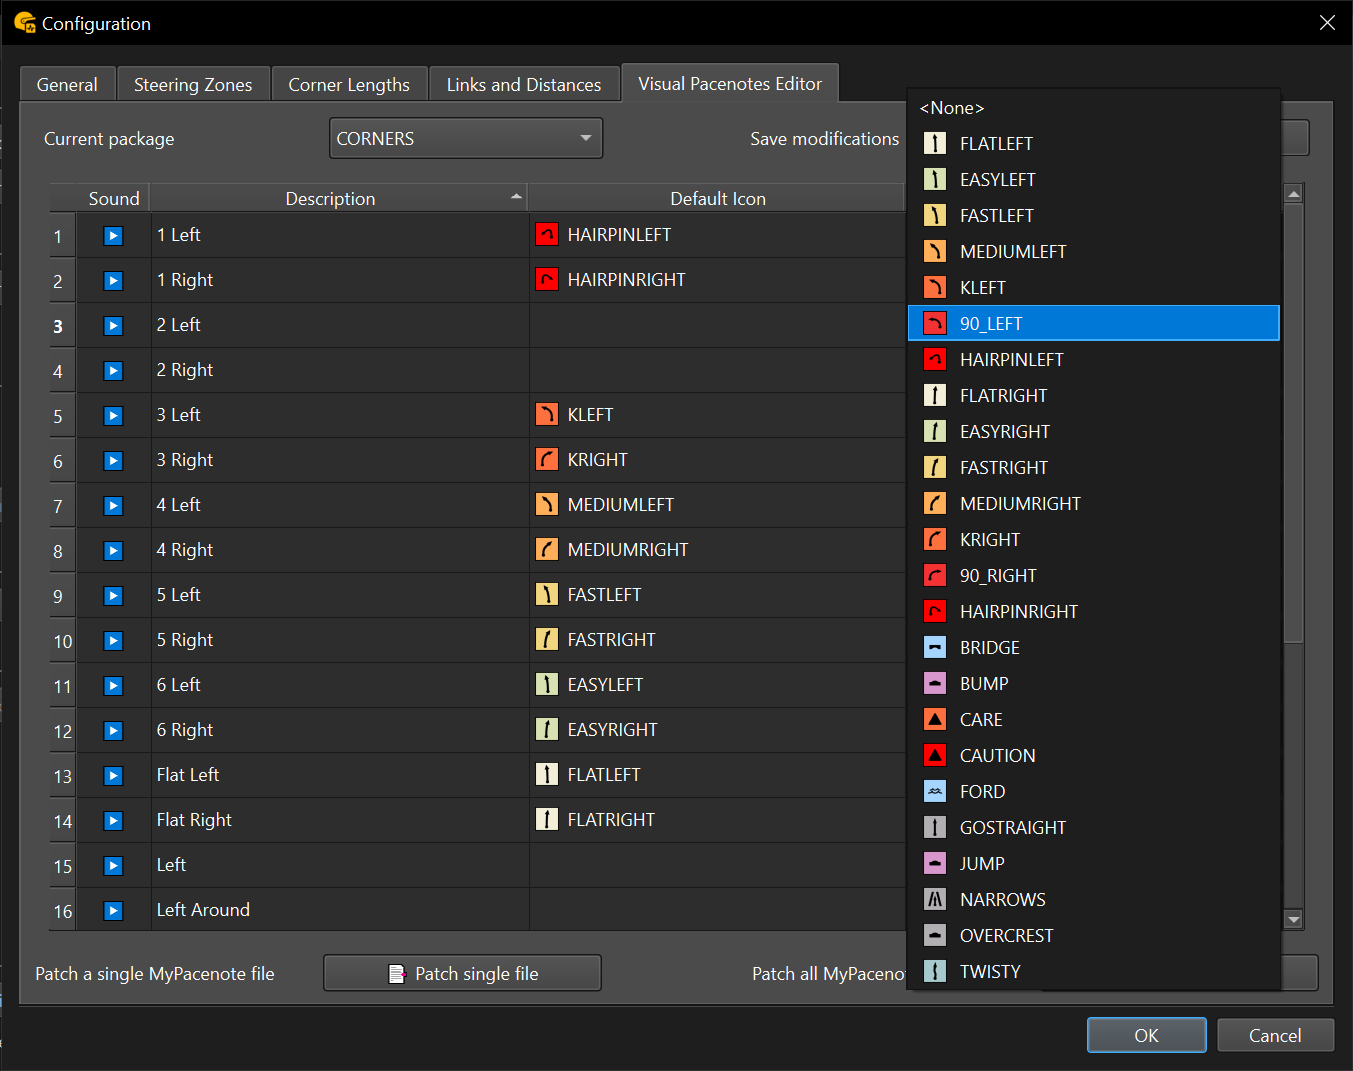 Configuration
General
Steering Zones
Corner Lengths
Links and Distances
Visual Pacenotes Editor
Current package
CORNERS
Save modifications
Sound
Description
Default Icon
1 1 Left HAIRPINLEFT
2 1 Right HAIRPINRIGHT
3 2 Left
4 2 Right
5 3 Left KLEFT
6 3 Right KRIGHT
7 4 Left MEDIUMLEFT
8 4 Right MEDIUMRIGHT
9 5 Left FASTLEFT
10 5 Right FASTRIGHT
11 6 Left EASYLEFT
12 6 Right EASYRIGHT
13 Flat Left FLATLEFT
14 Flat Right FLATRIGHT
15 Left
16 Left Around
<None>
FLATLEFT
EASYLEFT
FASTLEFT
MEDIUMLEFT
KLEFT
90_LEFT
HAIRPINLEFT
FLATRIGHT
EASYRIGHT
FASTRIGHT
MEDIUMRIGHT
KRIGHT
90_RIGHT
HAIRPINRIGHT
BRIDGE
BUMP
CARE
CAUTION
FORD
GOSTRAIGHT
JUMP
NARROWS
OVERCREST
TWISTY
Patch a single MyPacenote file
Patch single file
Patch all
OK
Cancel